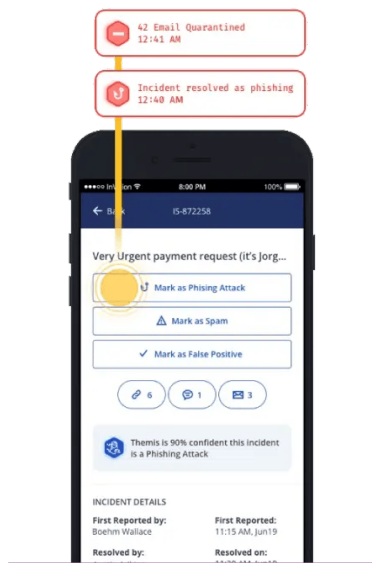 42 Email Quarantined
12:41 AM
Incident resolved as phishing
12:40 AM
InVision 8:00 PM 100%
Back IS-872258
Very Urgent payment request (it's Jorg...
Mark as Phising Attack
Mark as Spam
Mark as False Positive
6 1 3
Themis is 90% confident this incident
is a Phishing Attack
INCIDENT DETAILS
First Reported by: First Reported:
Boehm Wallace 11:15 AM, Jun19
Resolved by: Resolved on: